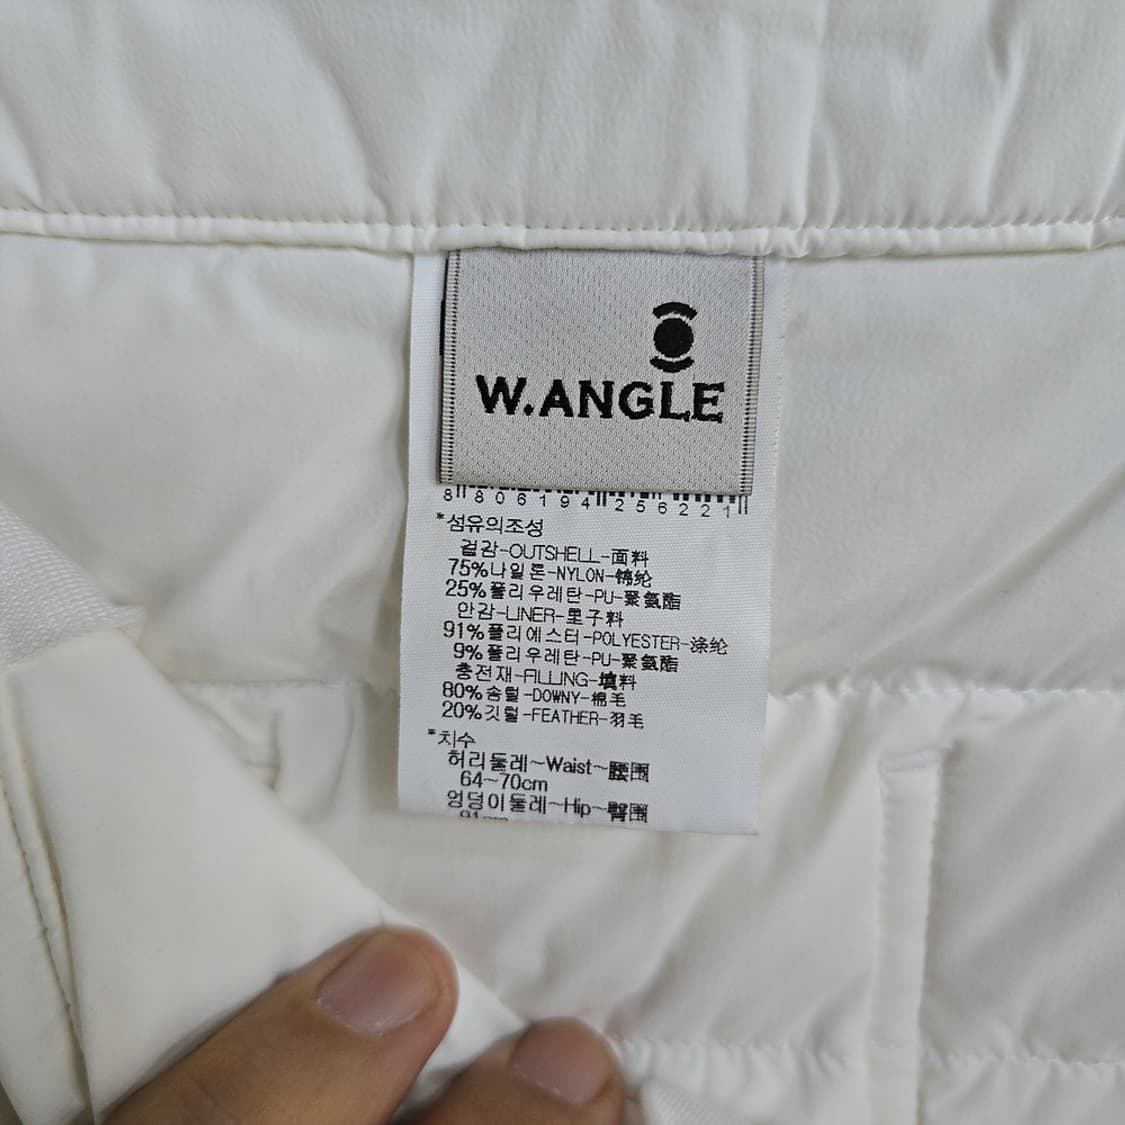 W.ANGLE
8 806194 256221
*섬유의조성
겉감-OUTSHELL-面料
75%나일론-NYLON-锦纶
25%폴리우레탄-PU-聚氨酯
안감-LINER-里子料
91%폴리에스터-POLYESTER-涤纶
9%폴리우레탄-PU-聚氨酯
충전재-FILLING-填料
80%솜털-DOWNY-棉毛
20%깃털-FEATHER-羽毛
*치수
허리둘레~Waist~腰围
64~70cm
엉덩이둘레~Hip~臀围
91cm